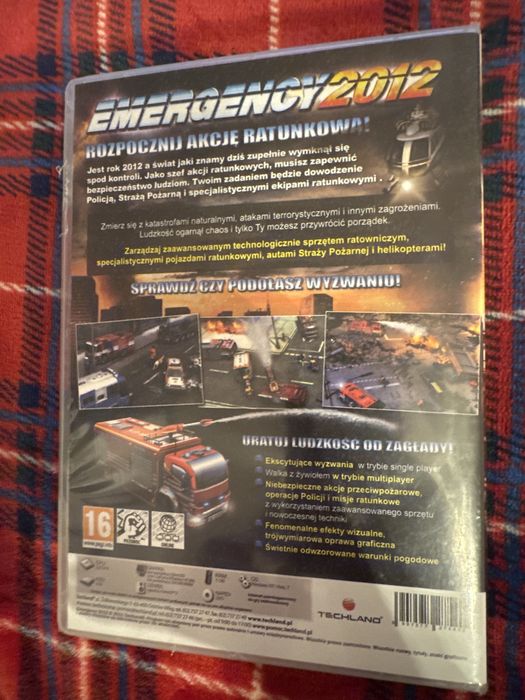 EMERGENCY 2012
ROZPOCZNIJ AKCJĘ RATUNKOWĄ!
Jest rok 2012 a świat jaki znamy dziś zupełnie wymknął się
spod kontroli. Jako szef akcji ratunkowych, musisz zapewnić
bezpieczeństwo ludziom. Twoim zadaniem będzie dowodzenie
Policją, Strażą Pożarną i specjalistycznymi ekipami ratunkowymi.
Zmierz się z katastrofami naturalnymi, atakami terrorystycznymi i innymi zagrożeniami.
Ludzkość ogarnął chaos i tylko Ty możesz przywrócić porządek.
Zarządzaj zaawansowanym technologicznie sprzętem ratowniczym,
specjalistycznymi pojazdami ratunkowymi, autami Straży Pożarnej i helikopterami!
SPRAWDŹ CZY PODOŁASZ WYZWANIU!
URATUJ LUDZKOŚĆ OD ZAGŁADY!
Ekscytujące wyzwania w trybie single player
Walka z żywiołem w trybie multiplayer
Niebezpieczne akcje przeciwpożarowe,
operacje Policji i misje ratunkowe
z wykorzystaniem zaawansowanego sprzętu
i nowoczesnej techniki
Fenomenalne efekty wizualne,
trójwymiarowa oprawa graficzna
Świetnie odwzorowane warunki pogodowe
16
www.pegi.info
ONLINE
TECHLAND
www.techland.pl